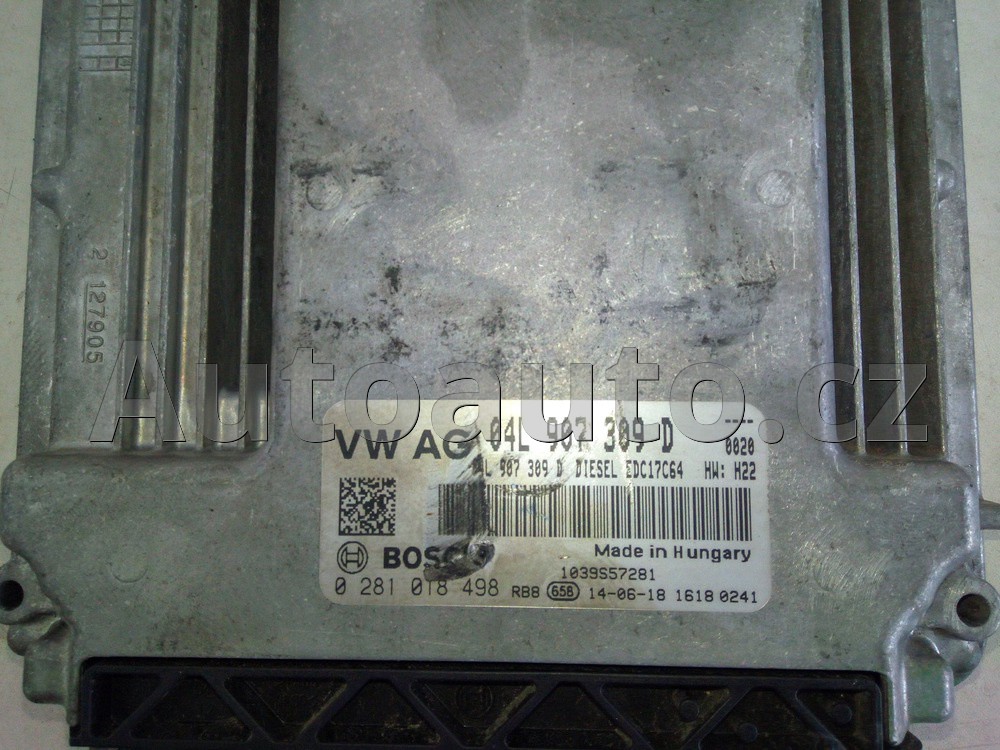 2 127905
Autoauto.cz
VW AG 04L 907 309 D
----
0020
04L 907 309 D DIESEL EDC17C64 HW: H22
BOSCH
Made in Hungary
1039S57281
0 281 018 498 RB8 658 14-06-18 1618 0241